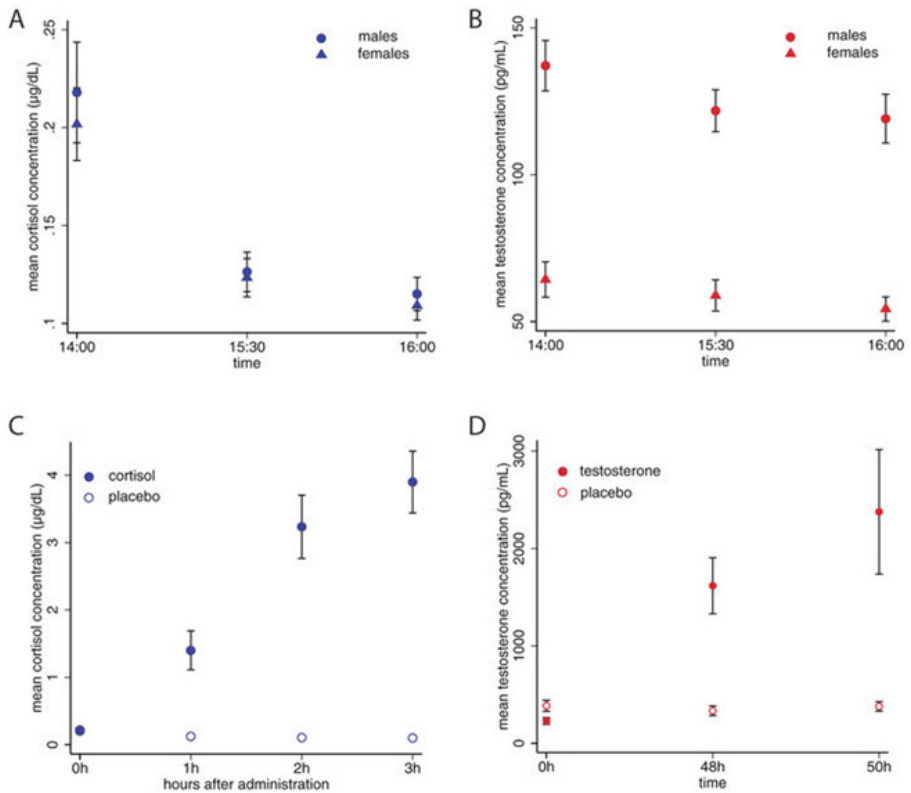 A
mean cortisol concentration (µg/dL)
.25
.2
.15
.1
males
females
14:00
15:30
16:00
time
B
mean testosterone concentration (pg/mL)
150
100
50
males
females
14:00
15:30
16:00
time
C
mean cortisol concentration (µg/dL)
4
3
2
1
0
cortisol
placebo
0h
1h
2h
3h
hours after administration
D
mean testosterone concentration (pg/mL)
3000
2000
1000
0
testosterone
placebo
0h
48h
50h
time